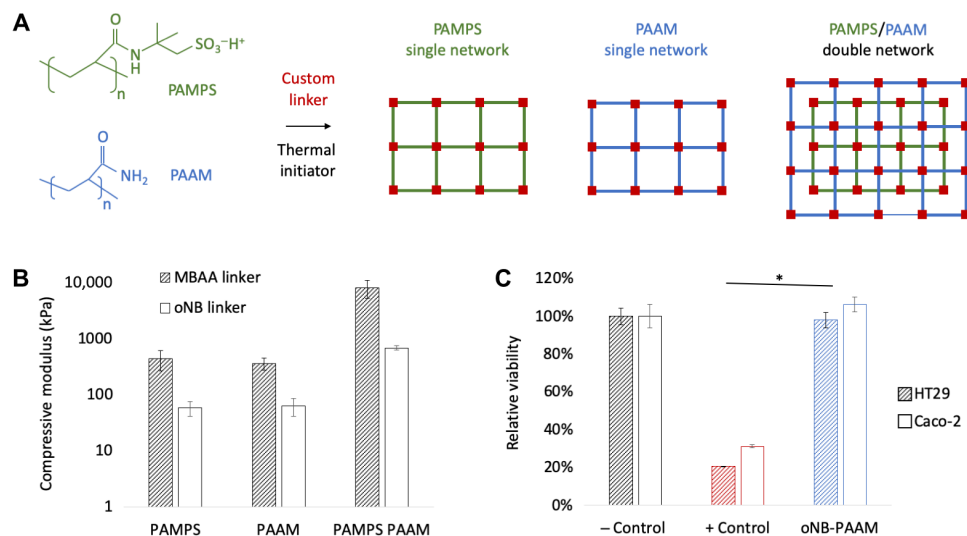 A
O
N
H
SO₃⁻H⁺
n
PAMPS
O
NH₂
n
PAAM
Custom
linker
Thermal
initiator
PAMPS
single network
PAAM
single network
PAMPS/PAAM
double network
B
Compressive modulus (kPa)
10,000
1000
100
10
1
MBAA linker
oNB linker
PAMPS
PAAM
PAMPS PAAM
C
Relative viability
120%
100%
80%
60%
40%
20%
0%
*
HT29
Caco-2
– Control
+ Control
oNB-PAAM